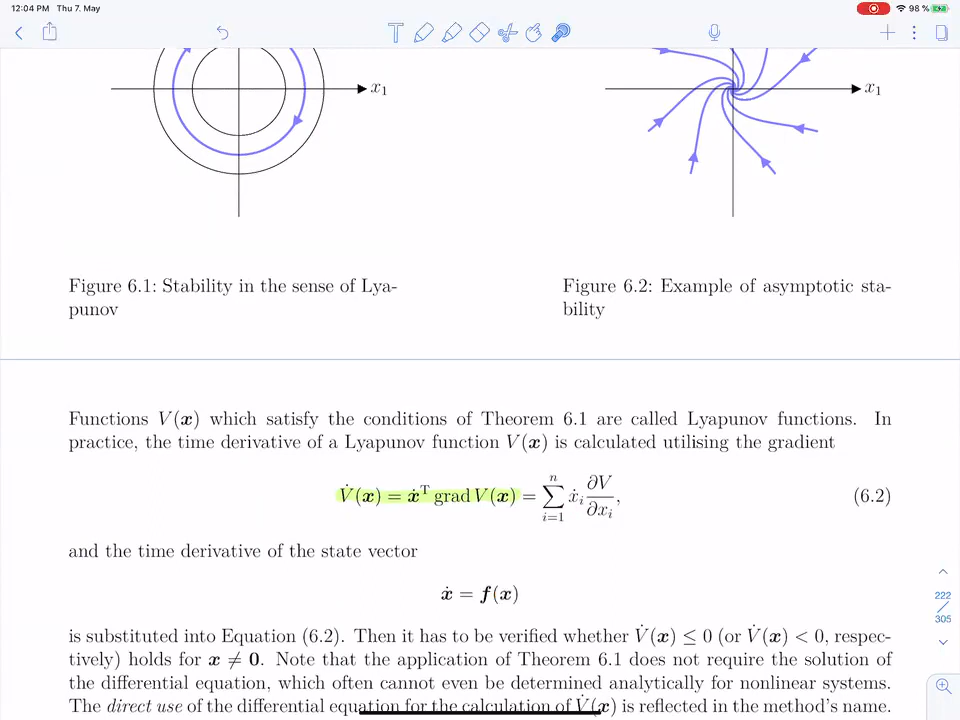 12:04 PM Thu 7. May
98 %
x₁
x₁
Figure 6.1: Stability in the sense of Lya-
punov
Figure 6.2: Example of asymptotic sta-
bility
Functions V(x) which satisfy the conditions of Theorem 6.1 are called Lyapunov functions. In
practice, the time derivative of a Lyapunov function V(x) is calculated utilising the gradient
V̇(x) = ẋᵀ grad V(x) = ∑ⁿᵢ₌₁ ẋᵢ ∂V/∂xᵢ, (6.2)
and the time derivative of the state vector
ẋ = f(x)
is substituted into Equation (6.2). Then it has to be verified whether V̇(x) ≤ 0 (or V̇(x) < 0, respec-
tively) holds for x ≠ 0. Note that the application of Theorem 6.1 does not require the solution of
the differential equation, which often cannot even be determined analytically for nonlinear systems.
The direct use of the differential equation for the calculation of V̇(x) is reflected in the method's name.
222
305